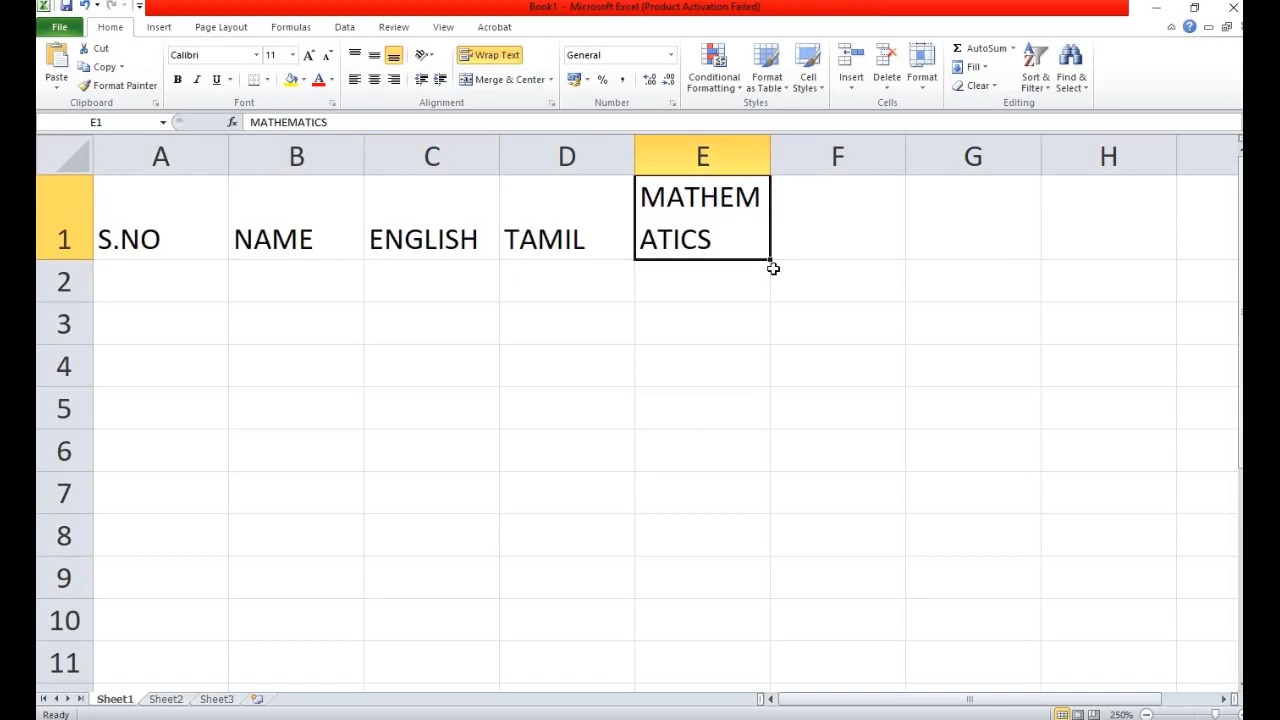 Book1 - Microsoft Excel (Product Activation Failed)
File Home Insert Page Layout Formulas Data Review View Acrobat
Paste
Cut
Copy
Format Painter
Clipboard
Calibri 11
B I U
Font
Wrap Text
Merge & Center
Alignment
General
% ,
Number
Conditional Formatting
Format as Table
Cell Styles
Styles
Insert
Delete
Format
Cells
AutoSum
Fill
Clear
Sort & Filter
Find & Select
Editing
E1 fx MATHEMATICS
A B C D E F G H
1 S.NO NAME ENGLISH TAMIL MATHEM
ATICS
2
3
4
5
6
7
8
9
10
11
Sheet1 Sheet2 Sheet3
Ready 250%